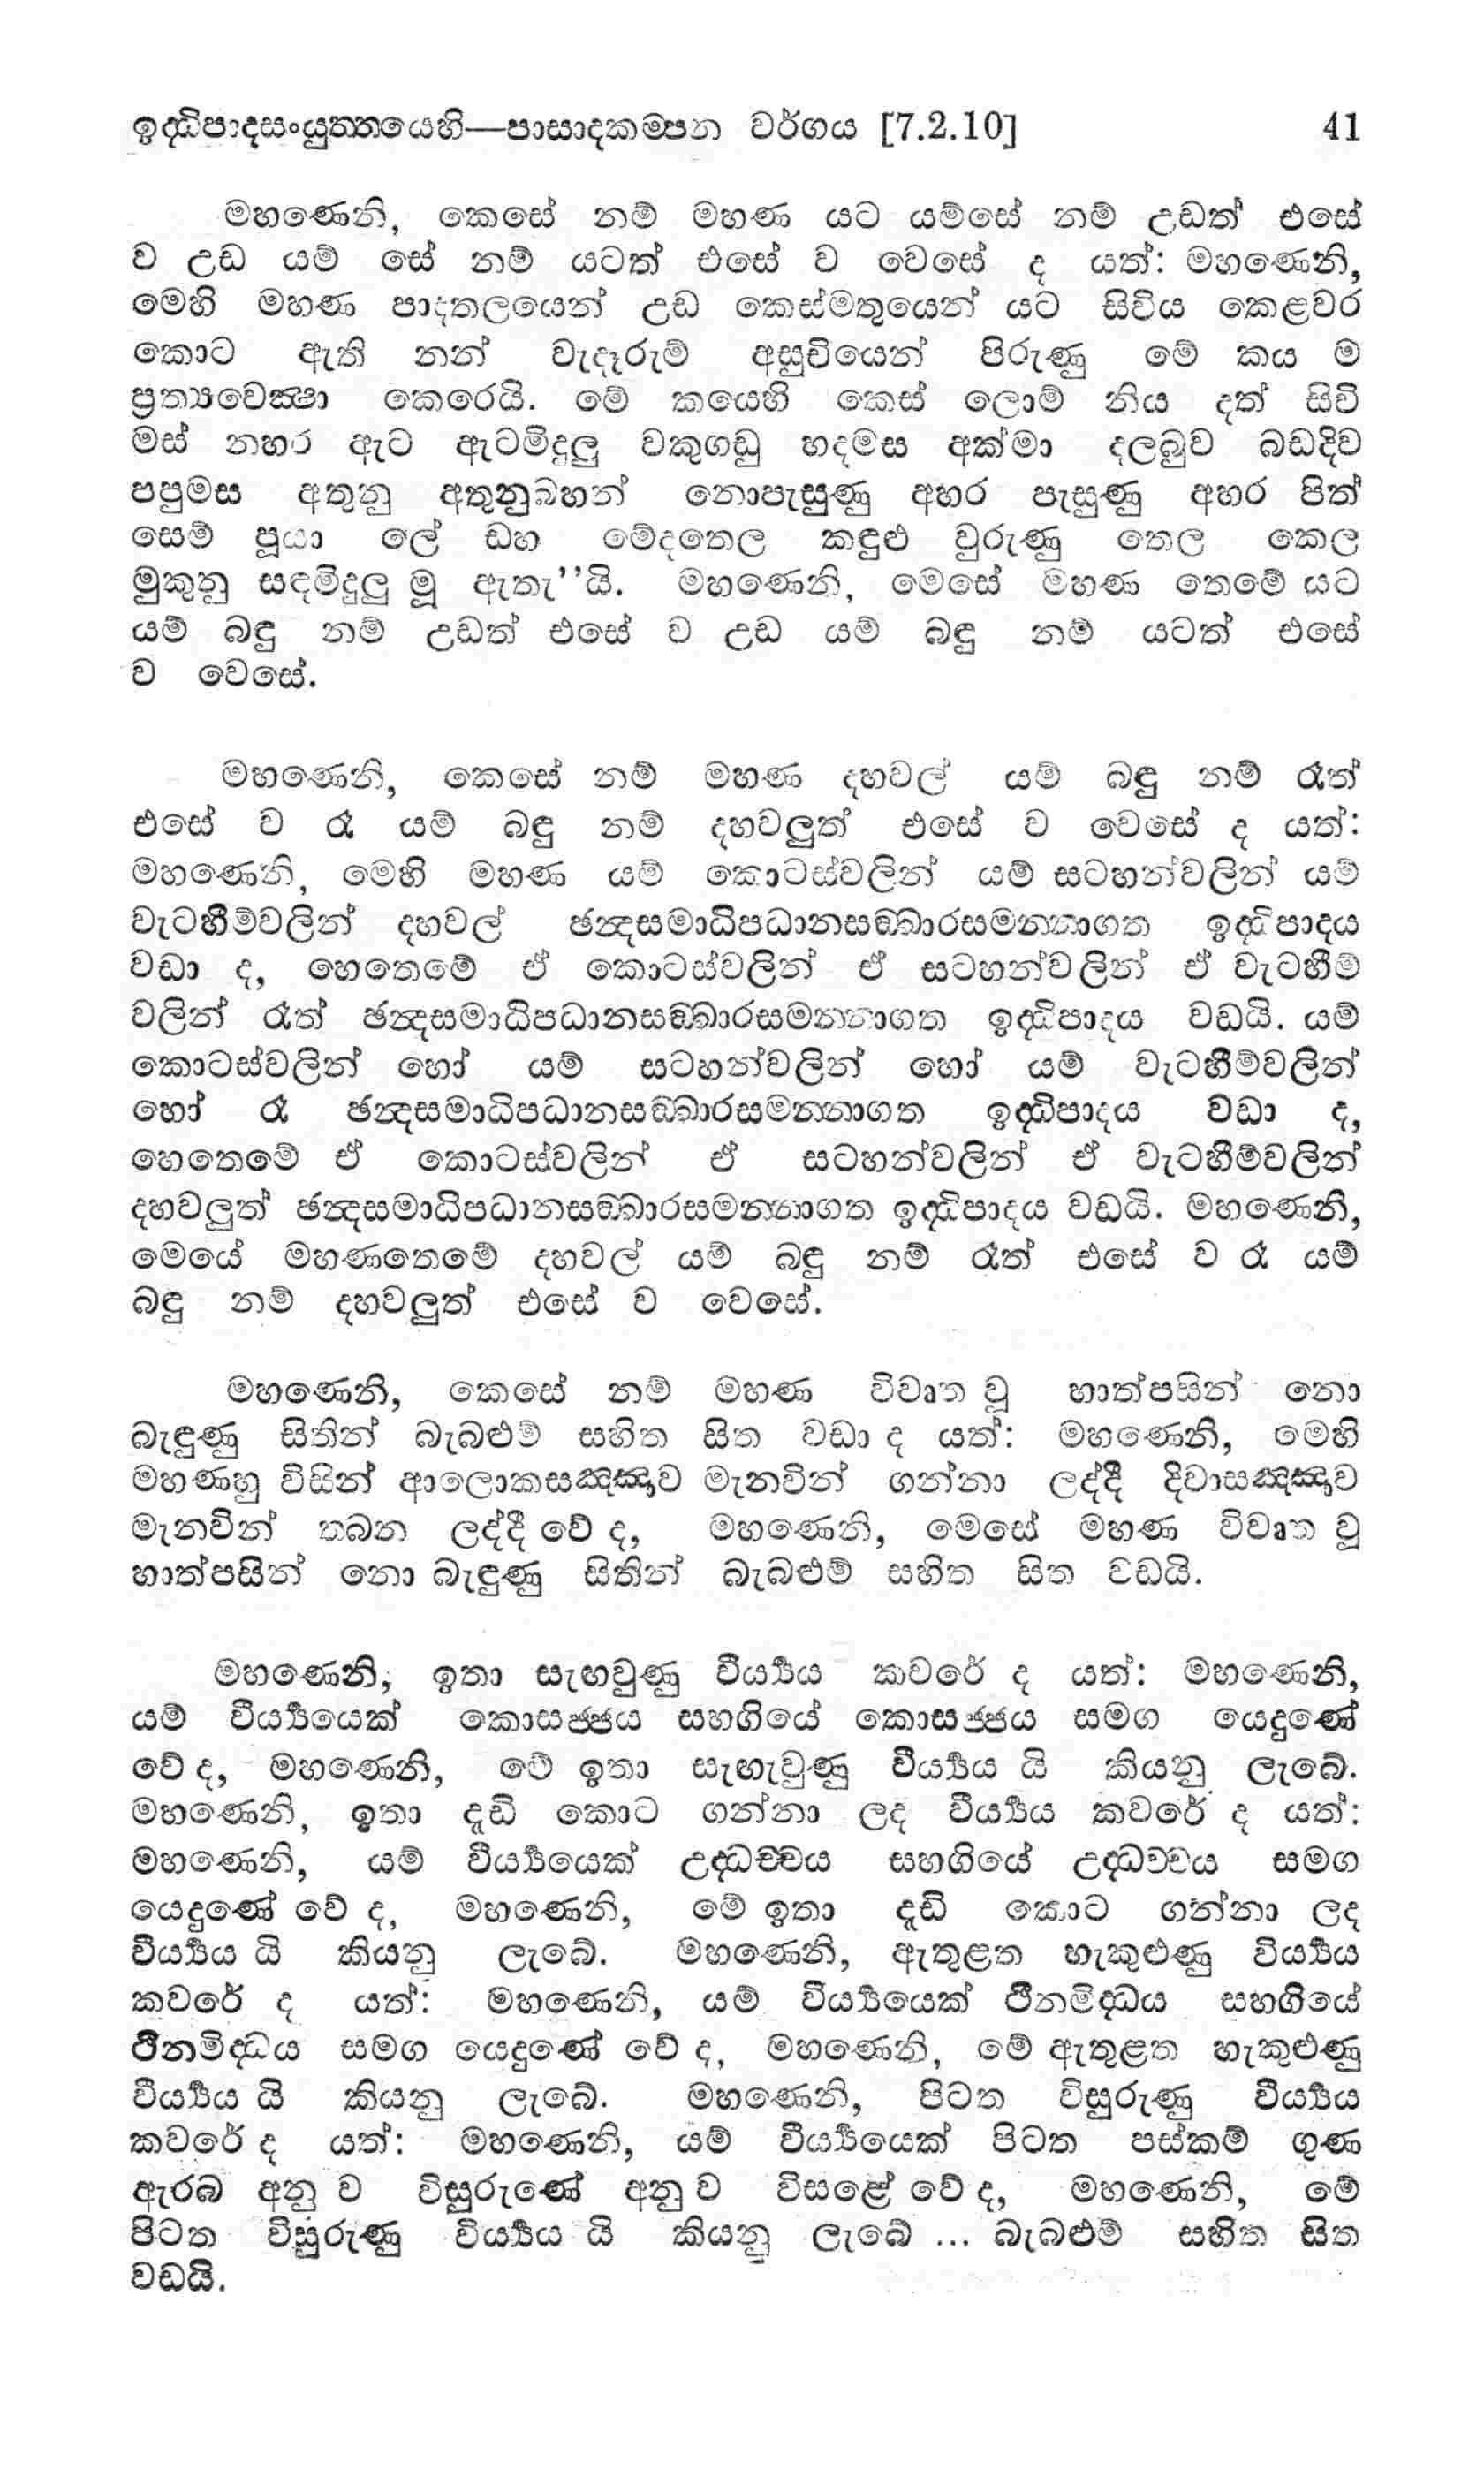 ඉද්ධිපාදසංයුත්තයෙහි—පාසාදකම්පන වර්ගය [7.2.10] 41
මහණෙනි, කෙසේ නම් මහණ යට යම්සේ නම් උඩත් එසේ
ව උඩ යම් සේ නම් යටත් එසේ ව වෙසේ ද යත්: මහණෙනි,
මෙහි මහණ පාදතලයෙන් උඩ කෙස්මතුයෙන් යට සිවිය කෙළවර
කොට ඇති නන් වැදෑරුම් අසුචියෙන් පිරුණු මේ කය ම
ප්‍රත්‍යවෙක්‍ෂා කෙරෙයි. මේ කයෙහි කෙස් ලොම් නිය දත් සිවි
මස් නහර ඇට ඇටමිදුලු වකුගඩු හදමස අක්මා දලබුව බඩදිව
පපුමස අතුනු අතුනුබහන් නොපැසුණු අහර පැසුණු අහර පිත්
සෙම් පූයා ලේ ඩහ මේදතෙල කඳුළු වුරුණු තෙල කෙල
මුකුනු සඳමිදුලු මූ ඇතැ’’යි. මහණෙනි, මෙසේ මහණ තෙමේ යට
යම් බඳු නම් උඩත් එසේ ව උඩ යම් බඳු නම් යටත් එසේ
ව වෙසේ.
මහණෙනි, කෙසේ නම් මහණ දහවල් යම් බඳු නම් රෑත්
එසේ ව රෑ යම් බඳු නම් දහවලුත් එසේ ව වෙසේ ද යත්:
මහණෙනි, මෙහි මහණ යම් කොටස්වලින් යම් සටහන්වලින් යම්
වැටහීම්වලින් දහවල් ඡන්දසමාධිපධානසඞ්ඛාරසමන්නාගත ඉද්ධිපාදය
වඩා ද, හෙතෙමේ ඒ කොටස්වලින් ඒ සටහන්වලින් ඒ වැටහීම්
වලින් රෑත් ඡන්දසමාධිපධානසඞ්ඛාරසමන්නාගත ඉද්ධිපාදය වඩයි. යම්
කොටස්වලින් හෝ යම් සටහන්වලින් හෝ යම් වැටහීම්වලින්
හෝ රෑ ඡන්දසමාධිපධානසඞ්ඛාරසමන්නාගත ඉද්ධිපාදය වඩා ද,
හෙතෙමේ ඒ කොටස්වලින් ඒ සටහන්වලින් ඒ වැටහීම්වලින්
දහවලුත් ඡන්දසමාධිපධානසඞ්ඛාරසමන්නාගත ඉද්ධිපාදය වඩයි. මහණෙනි,
මෙයේ මහණතෙමේ දහවල් යම් බඳු නම් රෑත් එසේ ව රෑ යම්
බඳු නම් දහවලුත් එසේ ව වෙසේ.
මහණෙනි, කෙසේ නම් මහණ විවෘත වූ හාත්පසින් නො
බැඳුණු සිතින් බැබළුම් සහිත සිත වඩා ද යත්: මහණෙනි, මෙහි
මහණහු විසින් ආලොකසඤ්ඤාව මැනවින් ගන්නා ලද්දී දිවාසඤ්ඤාව
මැනවින් තබන ලද්දී වේ ද, මහණෙනි, මෙසේ මහණ විවෘත වූ
හාත්පසින් නො බැඳුණු සිතින් බැබළුම් සහිත සිත වඩයි.
මහණෙනි, ඉතා සැඟවුණු වීර්‍ය්‍යය කවරේ ද යත්: මහණෙනි,
යම් වීර්‍ය්‍යයෙක් කොසජ්ජය සහගියේ කොසජ්ජය සමග යෙදුණේ
වේ ද, මහණෙනි, මේ ඉතා සැඟැවුණු වීර්‍ය්‍යය යි කියනු ලැබේ.
මහණෙනි, ඉතා දැඩි කොට ගන්නා ලද වීර්‍ය්‍යය කවරේ ද යත්:
මහණෙනි, යම් වීර්‍ය්‍යයෙක් උද්ධච්චය සහගියේ උද්ධච්චය සමග
යෙදුණේ වේ ද, මහණෙනි, මේ ඉතා දැඩි කොට ගන්නා ලද
වීර්‍ය්‍යය යි කියනු ලැබේ. මහණෙනි, ඇතුළත හැකුළුණු වීර්‍ය්‍යය
කවරේ ද යත්: මහණෙනි, යම් වීර්‍ය්‍යයෙක් ථීනමිද්ධය සහගියේ
ථීනමිද්ධය සමග යෙදුණේ වේ ද, මහණෙනි, මේ ඇතුළත හැකුළුණු
වීර්‍ය්‍යය යි කියනු ලැබේ. මහණෙනි, පිටත විසුරුණු වීර්‍ය්‍යය
කවරේ ද යත්: මහණෙනි, යම් වීර්‍ය්‍යයෙක් පිටත පස්කම් ගුණ
ඇරබ අනු ව විසුරුණේ අනු ව විසළේ වේ ද, මහණෙනි, මේ
පිටත විසුරුණු වීර්‍ය්‍යය යි කියනු ලැබේ ... බැබළුම් සහිත සිත
වඩයි.